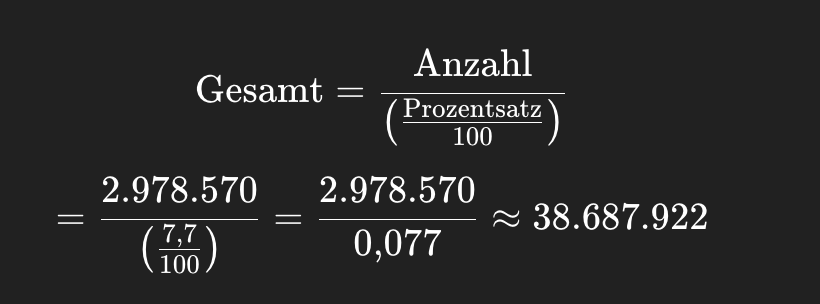 Gesamt = Anzahl / (Prozentsatz / 100)
= 2.978.570 / (7,7 / 100) = 2.978.570 / 0,077 ≈ 38.687.922